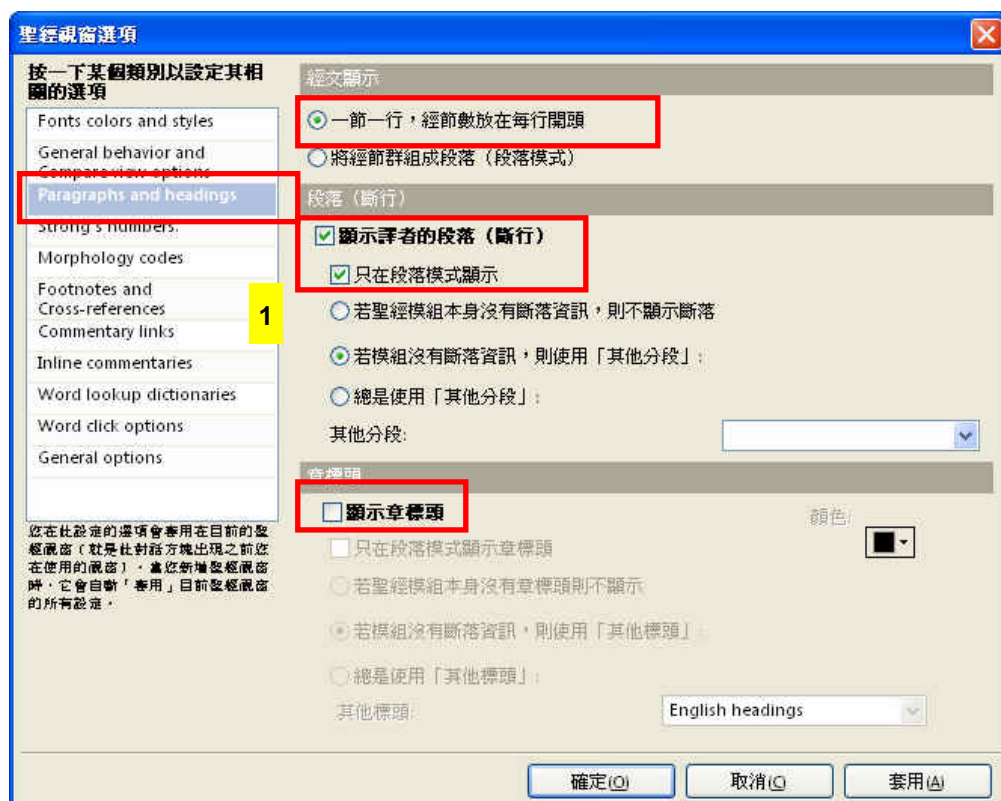 聖經視窗選項
按一下某個類別以設定其相
關的選項
Fonts colors and styles
General behavior and
Compare view options
Paragraphs and headings
Strong's numbers.
Morphology codes
Footnotes and
Cross-references
Commentary links
Inline commentaries
Word lookup dictionaries
Word click options
General options
1
您在此設定的選項會套用在目前的聖
經視窗（就是此對話方塊出現之前您
在使用的視窗）。當您新增聖經視窗
時，它會自動「套用」目前聖經視窗
的所有設定。
經文顯示
一節一行，經節數放在每行開頭
將經節群組成段落（段落模式）
段落（斷行）
顯示譯者的段落（斷行）
只在段落模式顯示
若聖經模組本身沒有斷落資訊，則不顯示斷落
若模組沒有斷落資訊，則使用「其他分段」:
總是使用「其他分段」:
其他分段:
章標頭
顯示章標頭
顏色:
只在段落模式顯示章標頭
若聖經模組本身沒有章標頭則不顯示
若模組沒有斷落資訊，則使用「其他標頭」:
總是使用「其他標頭」:
其他標頭:
English headings
確定(O)
取消(C)
套用(A)